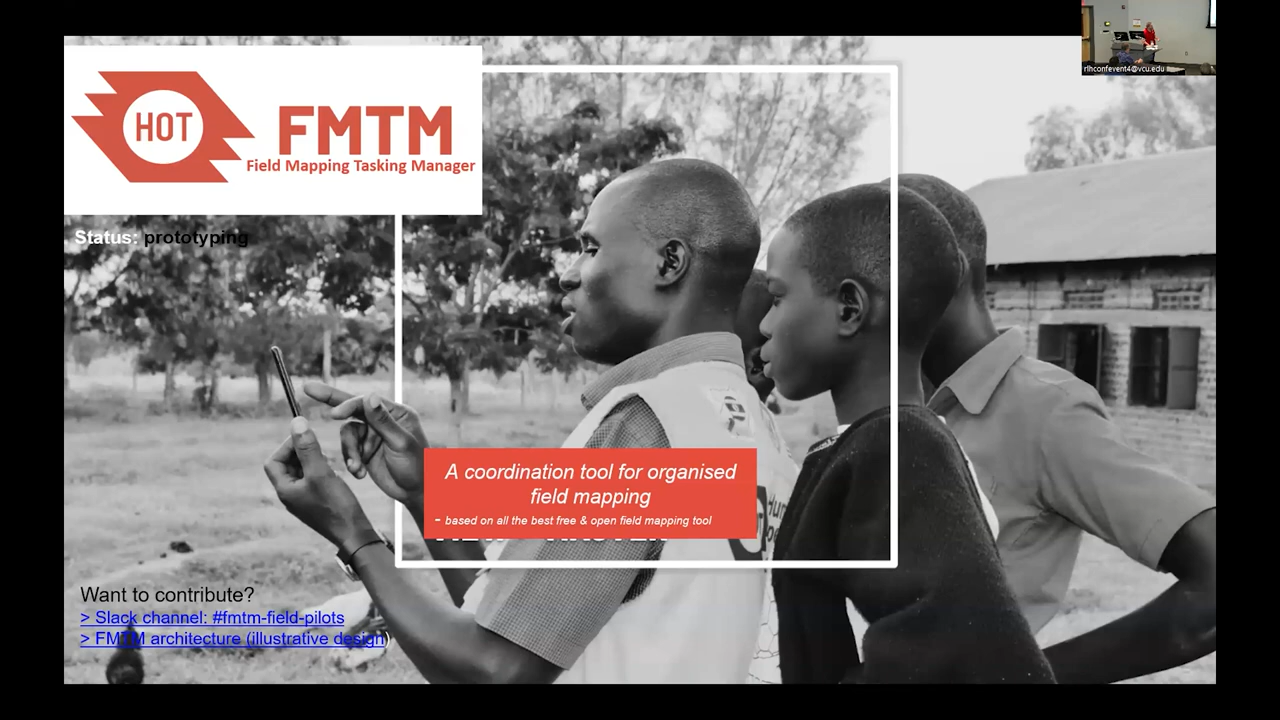 HOT
FMTM
Field Mapping Tasking Manager
rlhconfevent4@vcu.edu
Status: prototyping
A coordination tool for organised
field mapping
- based on all the best free & open field mapping tool
Want to contribute?
> Slack channel: #fmtm-field-pilots
> FMTM architecture (illustrative design)